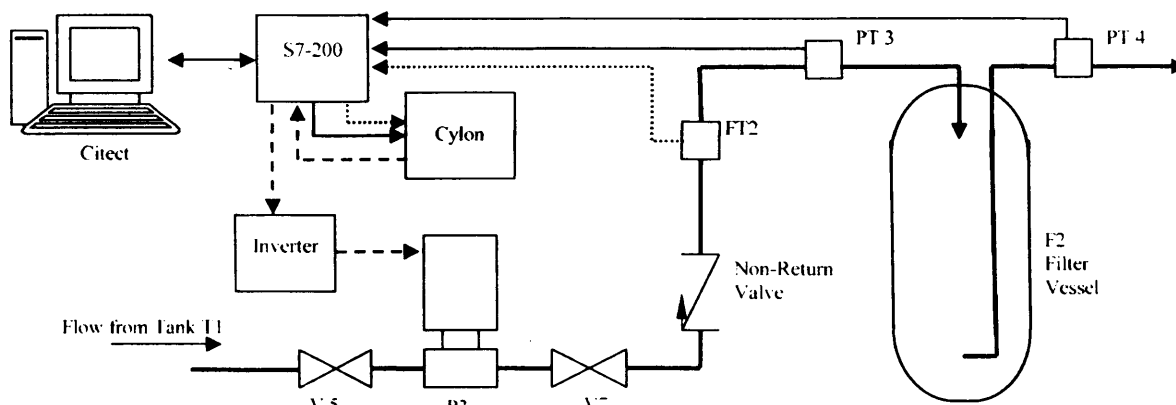 PT 3
PT 4
S7-200
FT2
Cylon
Citect
Inverter
Non-Return
Valve
F2
Filter
Vessel
Flow from Tank T1